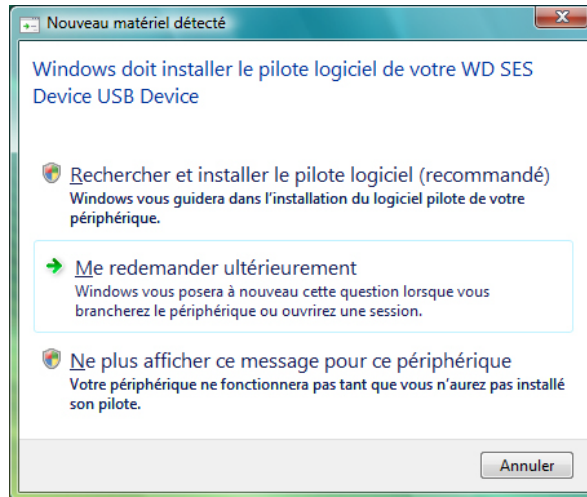 Nouveau matériel détecté
Windows doit installer le pilote logiciel de votre WD SES
Device USB Device
Rechercher et installer le pilote logiciel (recommandé)
Windows vous guidera dans l'installation du logiciel pilote de votre
périphérique.
Me redemander ultérieurement
Windows vous posera à nouveau cette question lorsque vous
brancherez le périphérique ou ouvrirez une session.
Ne plus afficher ce message pour ce périphérique
Votre périphérique ne fonctionnera pas tant que vous n'aurez pas installé
son pilote.
Annuler